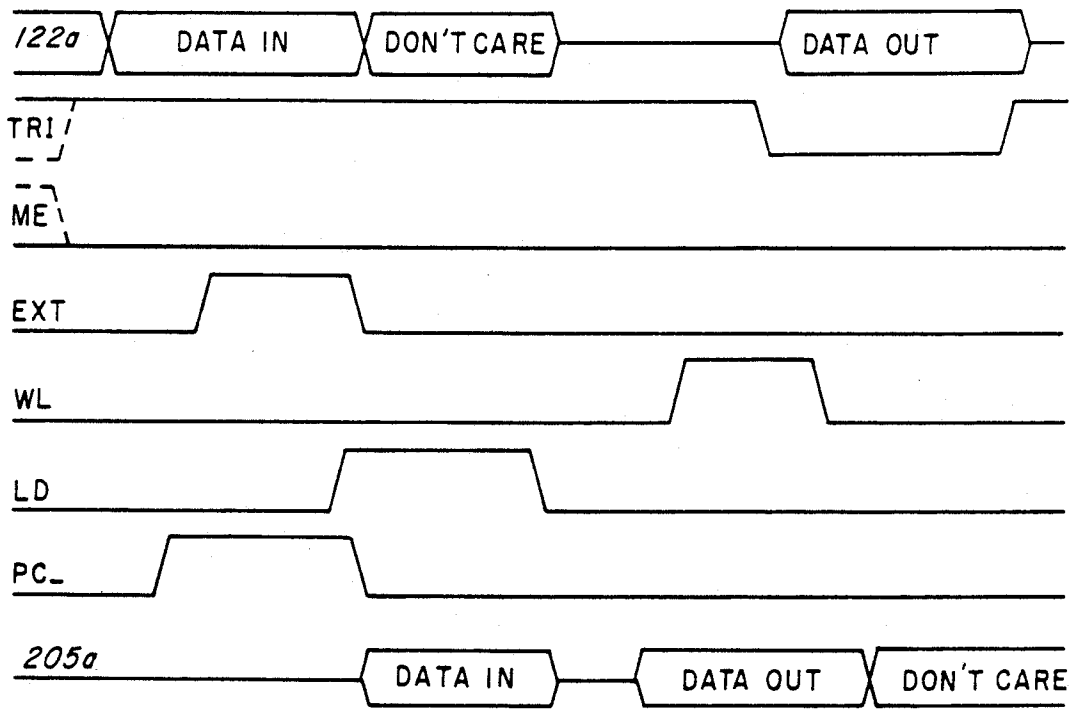 122a DATA IN DON'T CARE DATA OUT
TRI
ME
EXT
WL
LD
PC_
205a DATA IN DATA OUT DON'T CARE